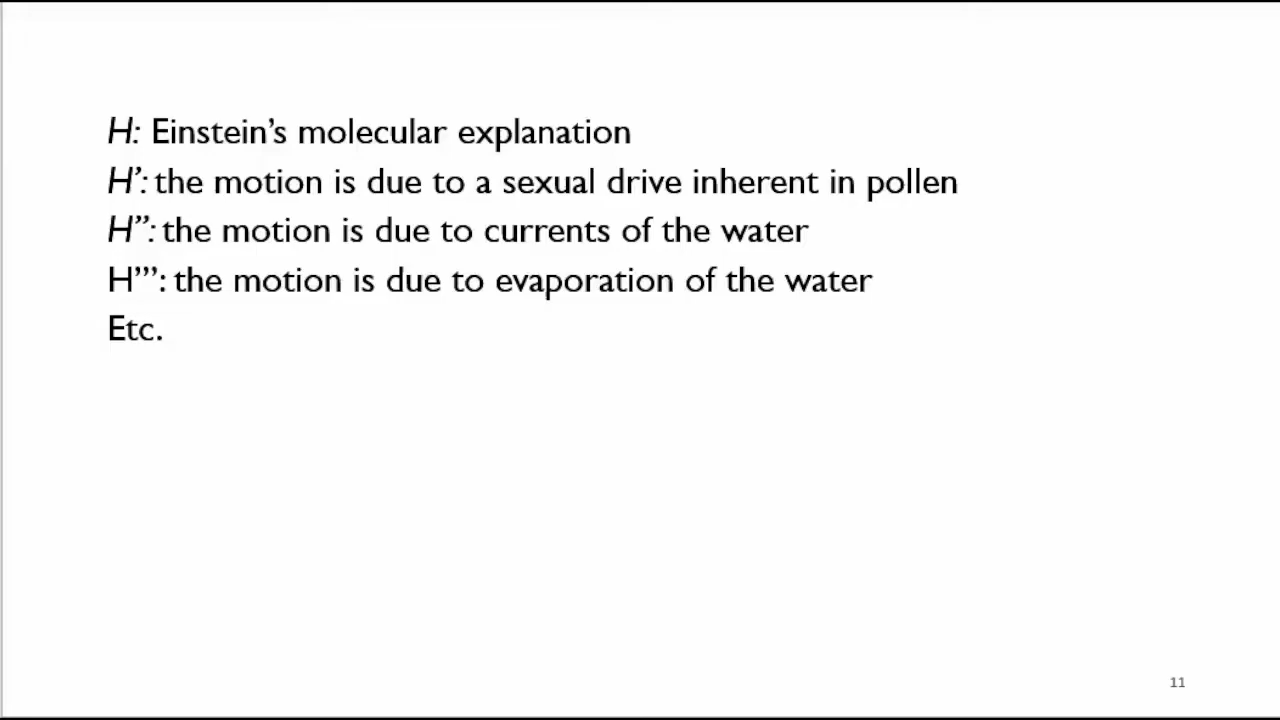 H: Einstein’s molecular explanation
H’: the motion is due to a sexual drive inherent in pollen
H’’: the motion is due to currents of the water
H’’’: the motion is due to evaporation of the water
Etc.
11